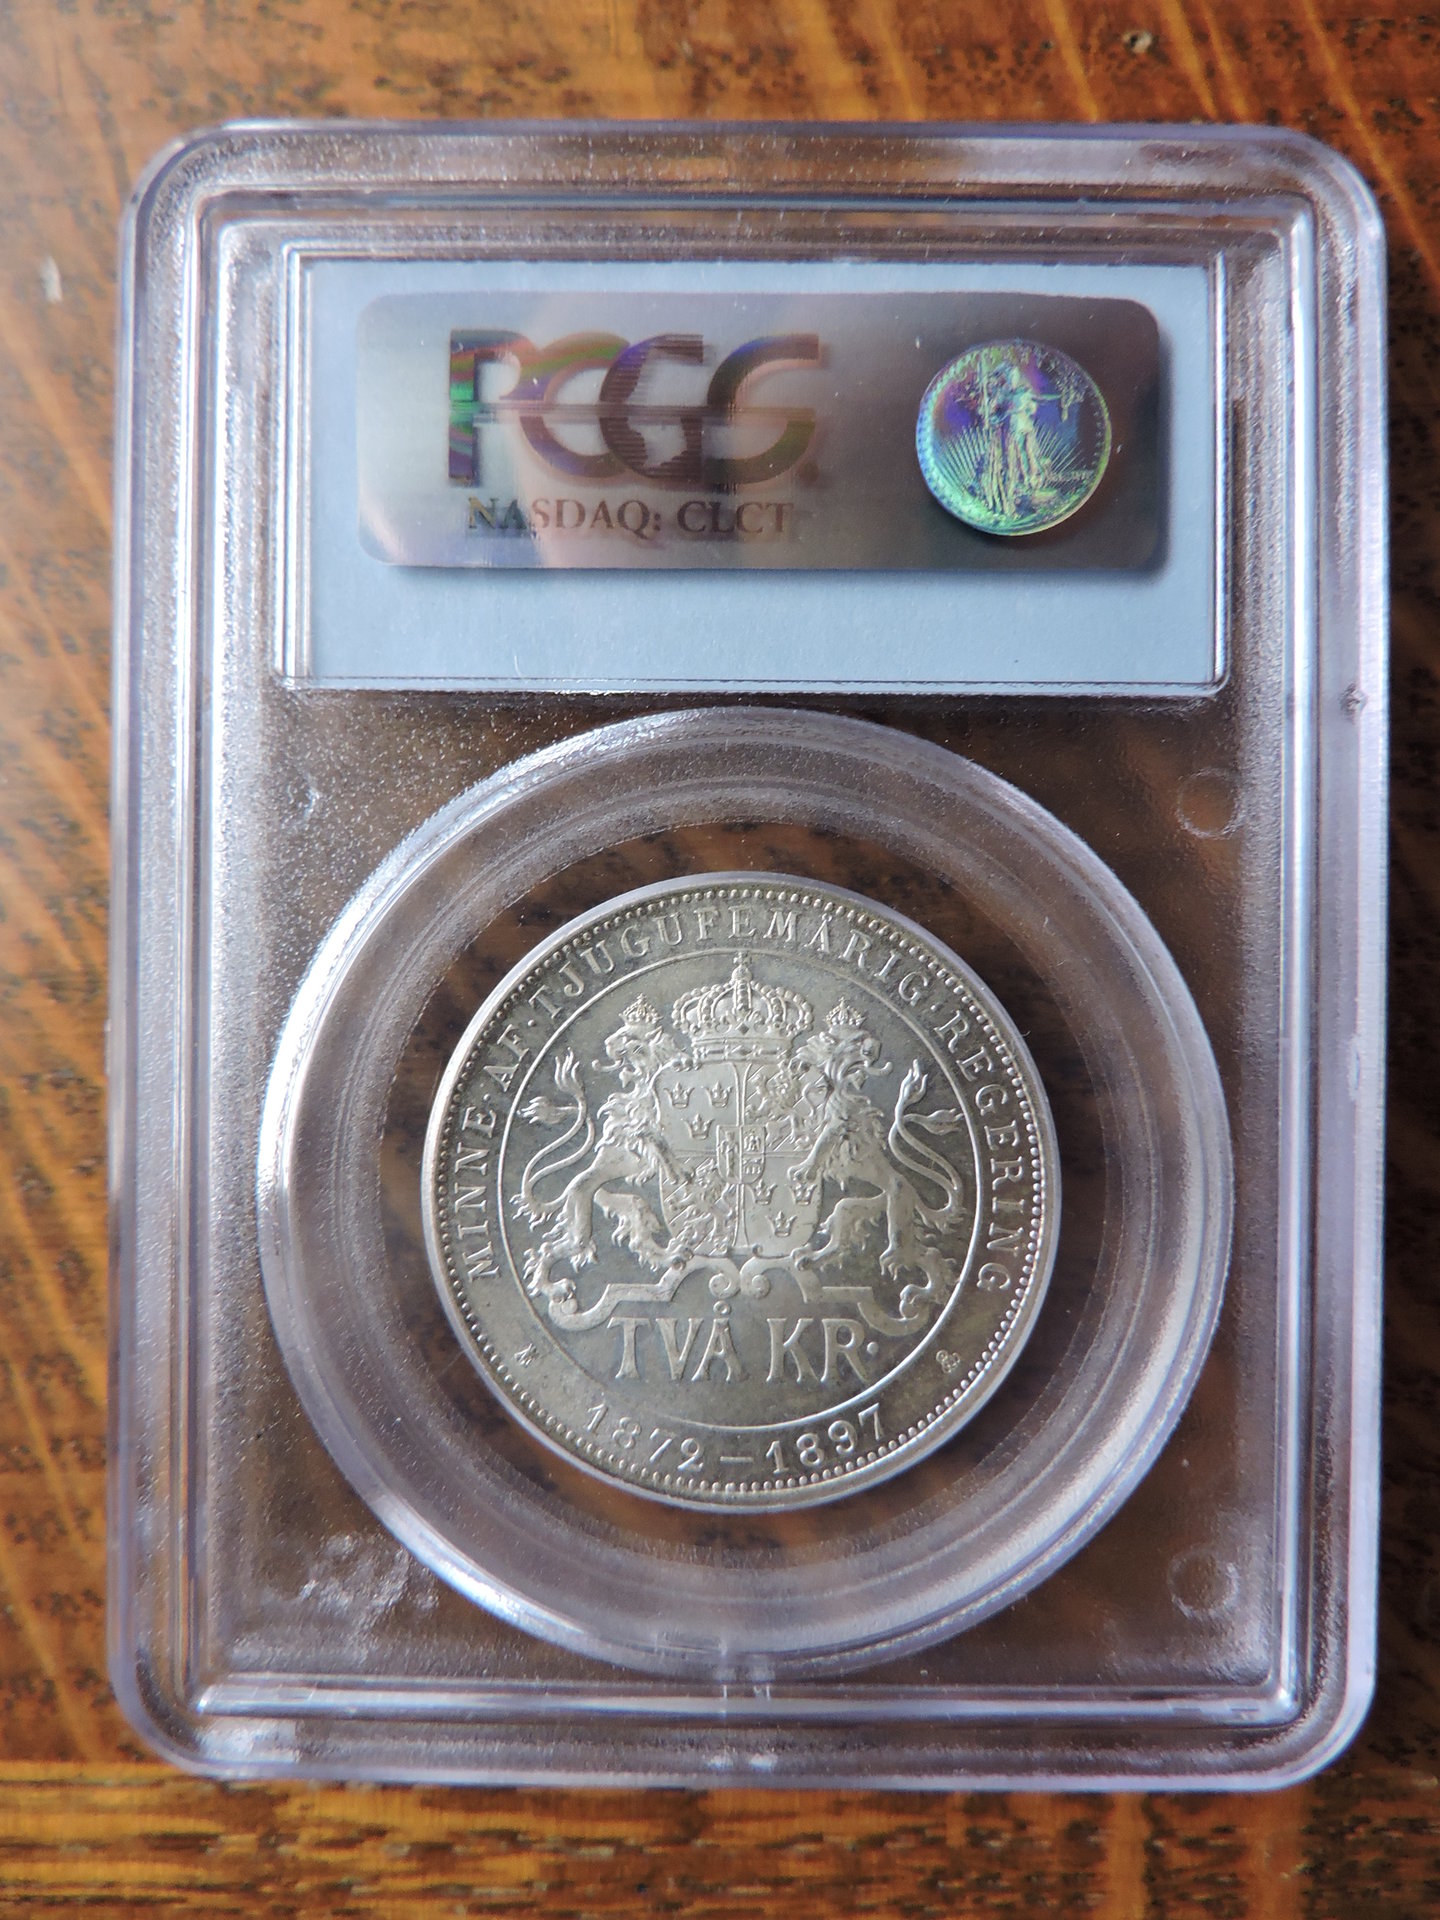 PCGS
NASDAQ: CLCT
MINNE·AF·TJUGUFEMÅRIG·REGERING
TVÅ KR.
1872–1897